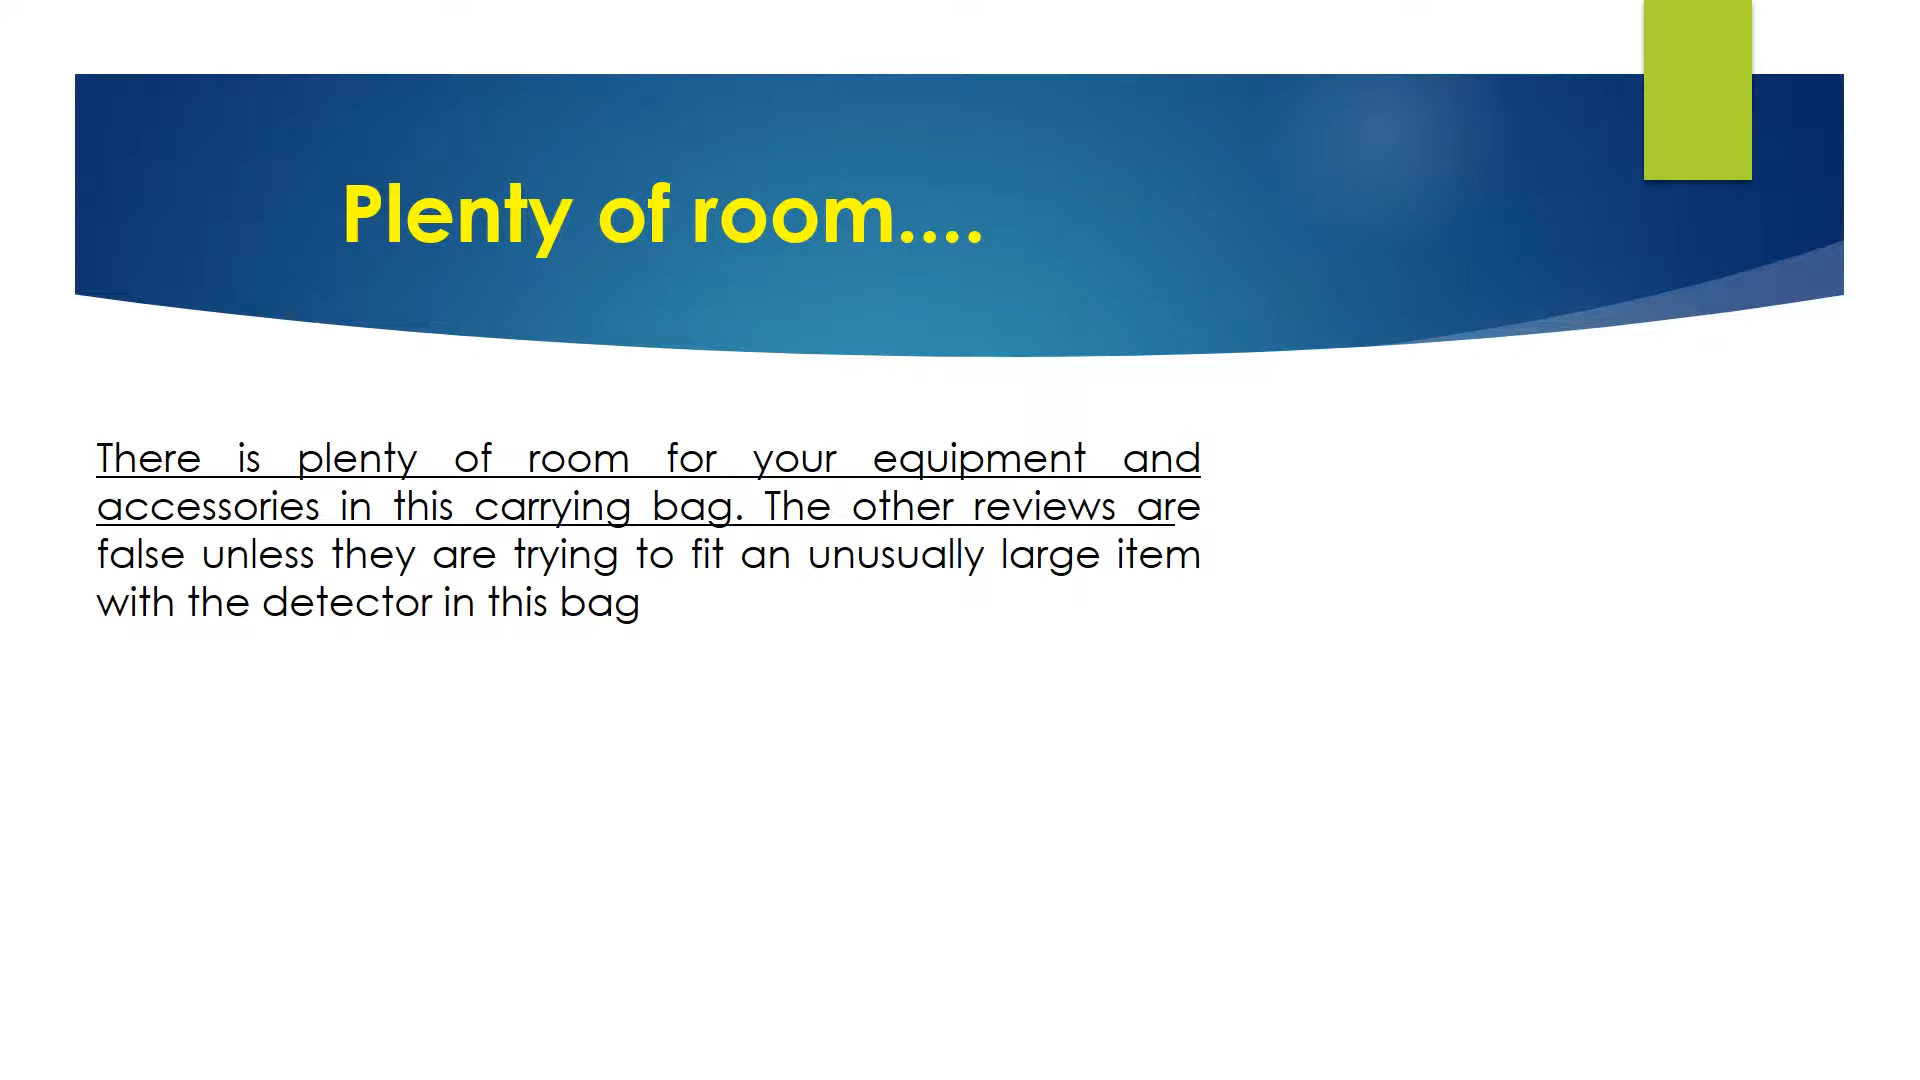 Plenty of room....
There is plenty of room for your equipment and
accessories in this carrying bag. The other reviews are
false unless they are trying to fit an unusually large item
with the detector in this bag